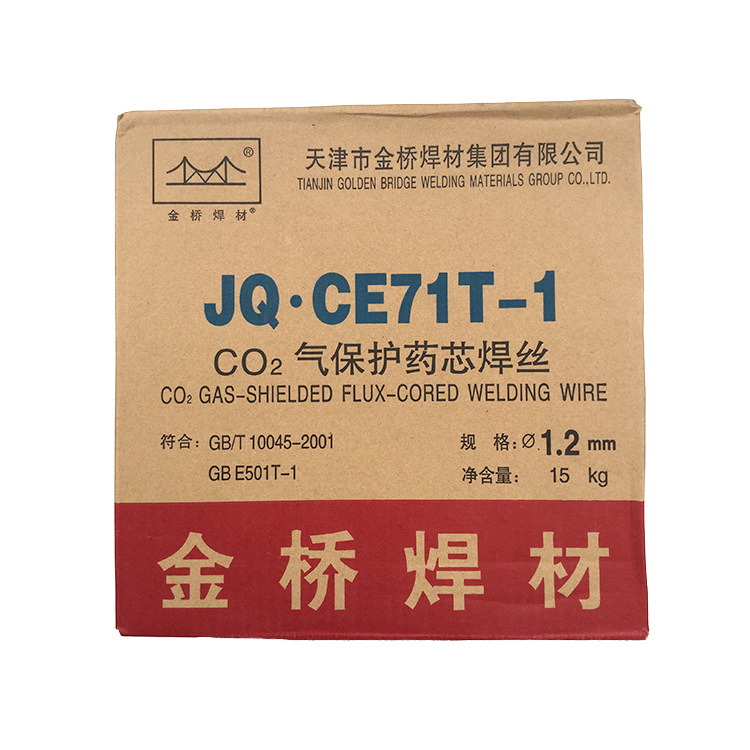 ®
金桥焊材®
天津市金桥焊材集团有限公司
TIANJIN GOLDEN BRIDGE WELDING MATERIALS GROUP CO.,LTD.
JQ·CE71T-1
CO₂ 气保护药芯焊丝
CO₂ GAS-SHIELDED FLUX-CORED WELDING WIRE
符合: GB/T 10045-2001 规 格: Ø 1.2 mm
GB E501T-1 净含量: 15 kg
金桥焊材